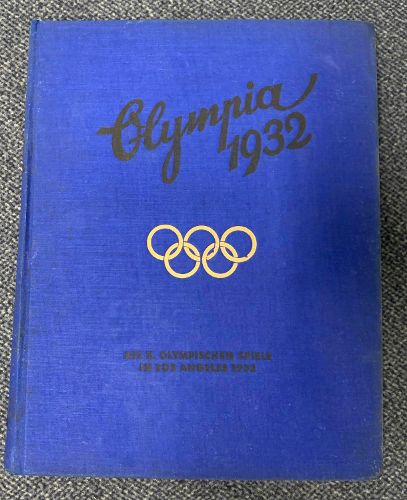 Olympia
1932
DIE X. OLYMPISCHEN SPIELE
IN LOS ANGELES 1932